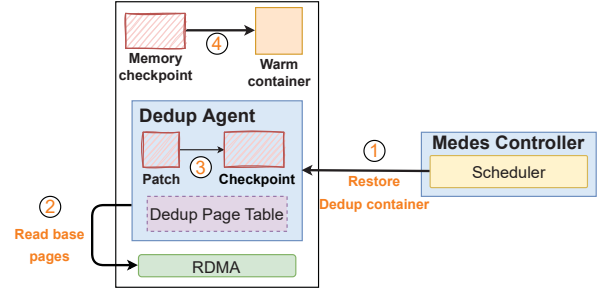 4
Memory
checkpoint
Warm
container
Dedup Agent
3
Patch
Checkpoint
Dedup Page Table
1
Restore
Dedup container
Medes Controller
Scheduler
2
Read base
pages
RDMA